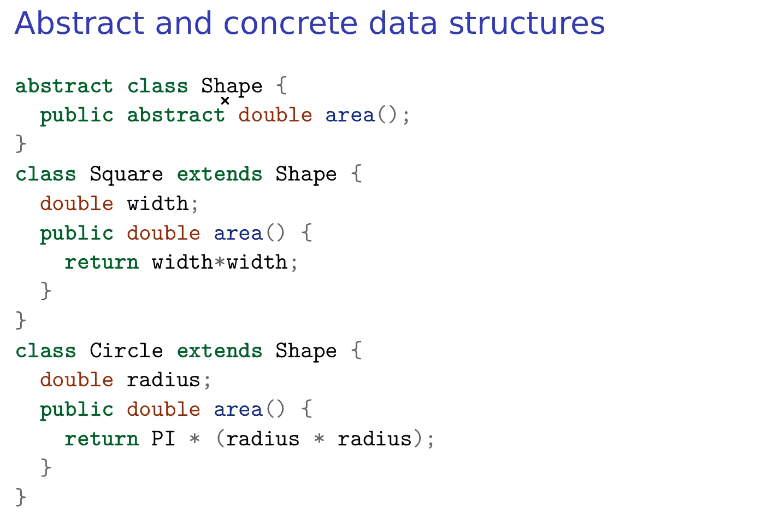 Abstract and concrete data structures
abstract class Shape {
  public abstract double area();
}
class Square extends Shape {
  double width;
  public double area() {
    return width*width;
  }
}
class Circle extends Shape {
  double radius;
  public double area() {
    return PI * (radius * radius);
  }
}